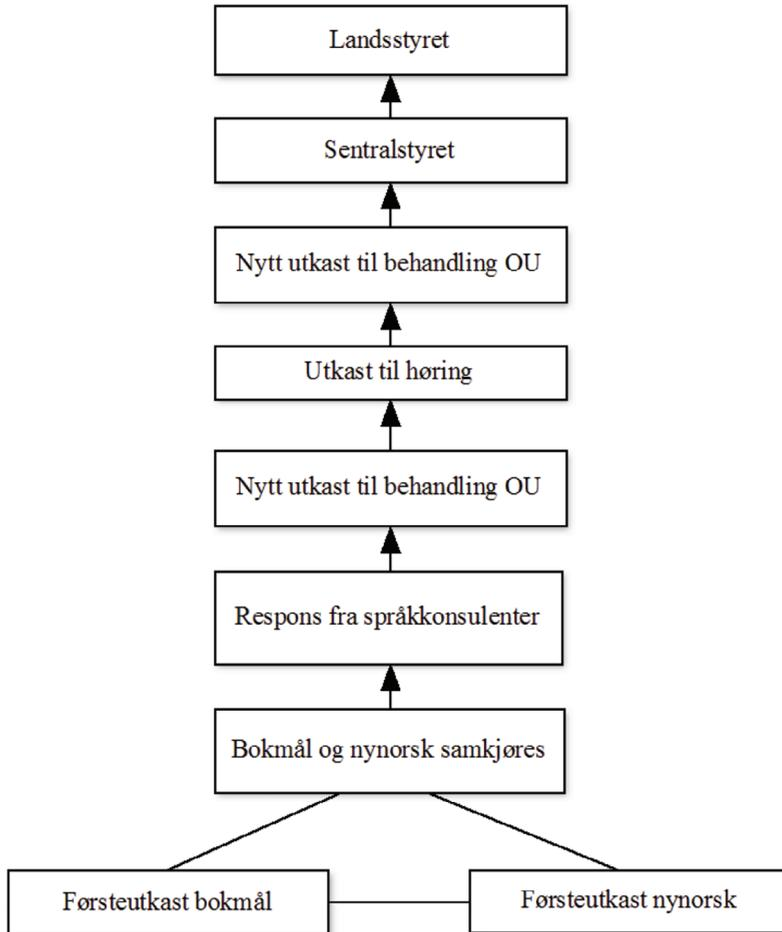 Landsstyret
Sentralstyret
Nytt utkast til behandling OU
Utkast til høring
Nytt utkast til behandling OU
Respons fra språkkonsulenter
Bokmål og nynorsk samkjøres
Førsteutkast bokmål
Førsteutkast nynorsk